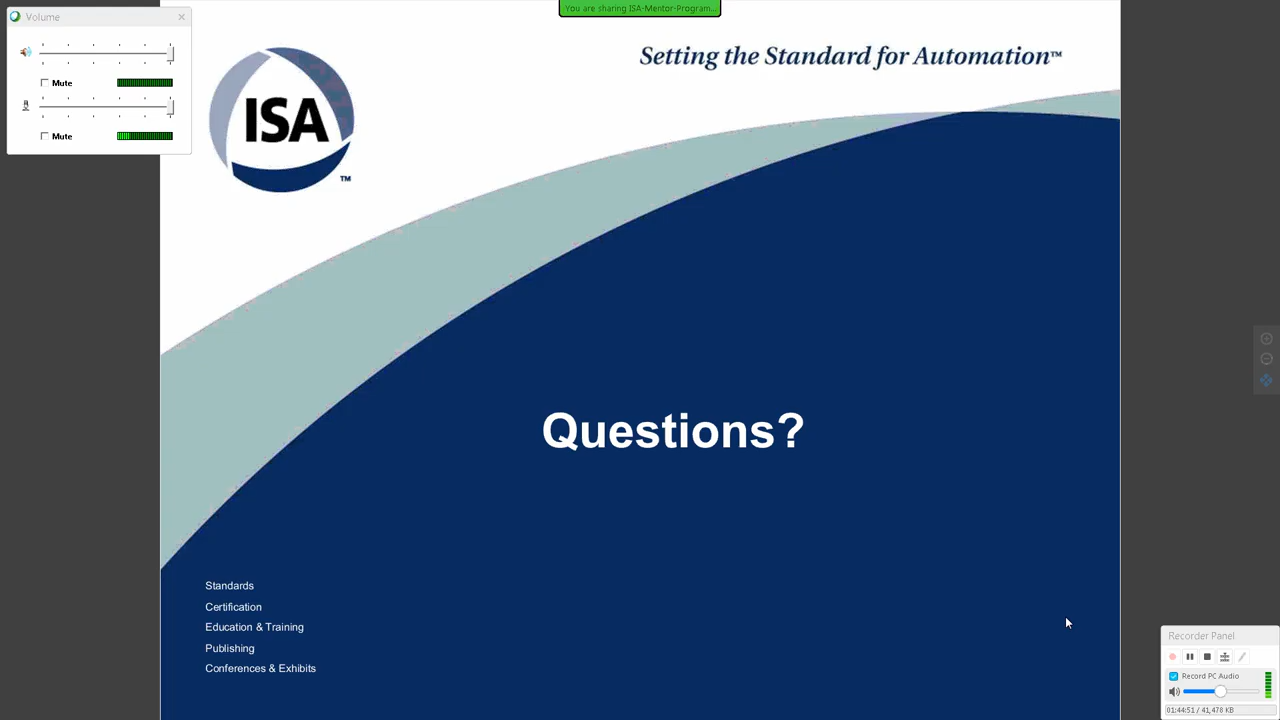 You are sharing ISA-Mentor-Program...
Volume
Mute
Mute
ISA
TM
Setting the Standard for Automation™
Questions?
Standards
Certification
Education & Training
Publishing
Conferences & Exhibits
Recorder Panel
Record PC Audio
01:44:51 / 41,478 KB